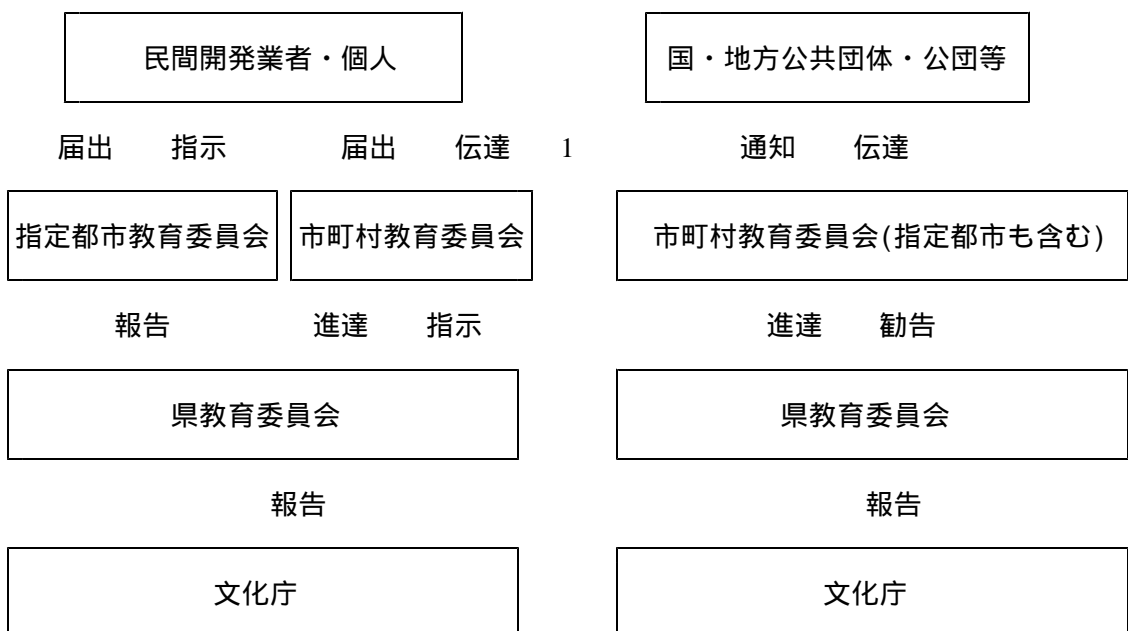 民間開発業者・個人 国・地方公共団体・公団等
届出 指示 届出 伝達 1 通知 伝達
指定都市教育委員会 市町村教育委員会 市町村教育委員会(指定都市も含む)
報告 進達 指示 進達 勧告
県教育委員会 県教育委員会
報告 報告
文化庁 文化庁